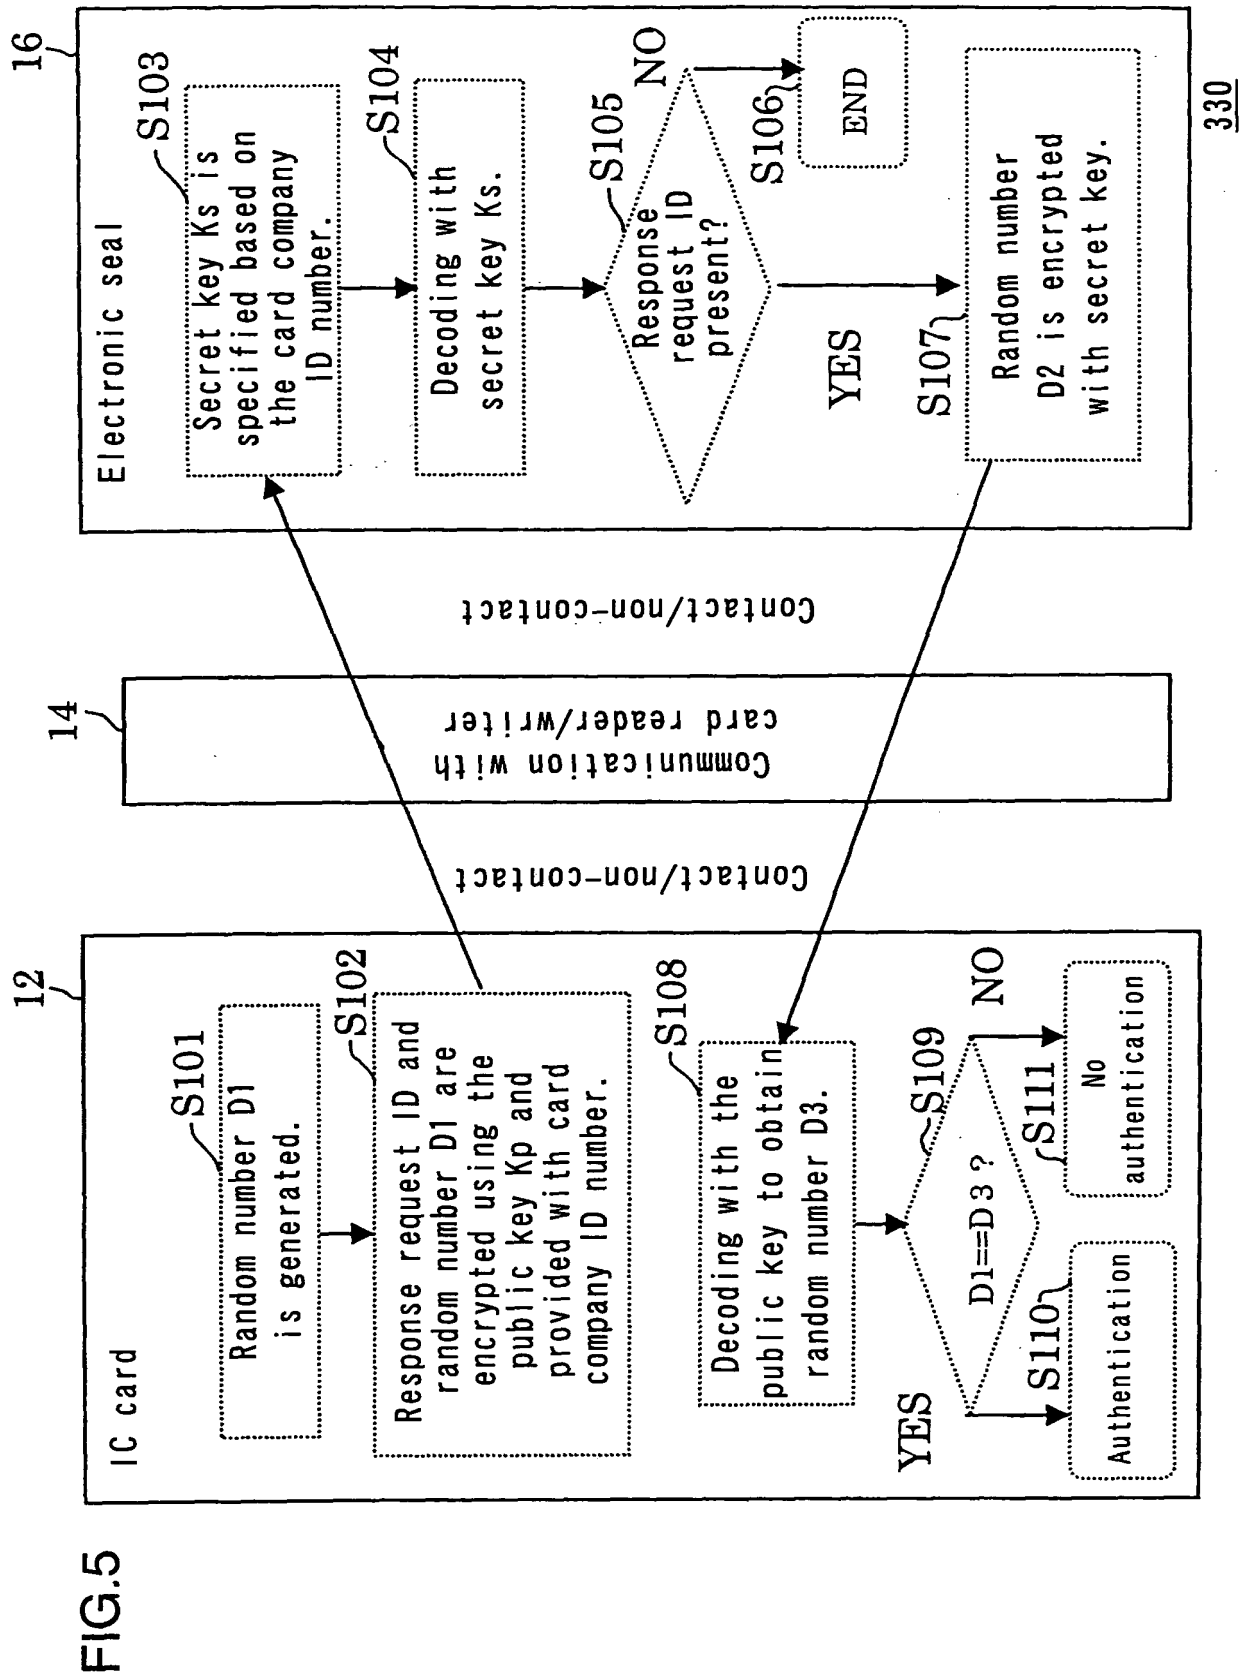 FIG.5
12
IC card
S101
Random number D1
is generated.
S102
Response request ID and
random number D1 are
encrypted using the
public key Kp and
provided with card
company ID number.
S108
Decoding with the
public key to obtain
random number D3.
S109
D1==D3?
YES
NO
S110
Authentication
S111
No
authentication
Contact/non-contact
14
Communication with
card reader/writer
Contact/non-contact
16
Electronic seal
S103
Secret key Ks is
specified based on
the card company
ID number.
S104
Decoding with
secret key Ks.
S105
Response
request ID
present?
NO
S106
END
YES
S107
Random number
D2 is encrypted
with secret key.
330